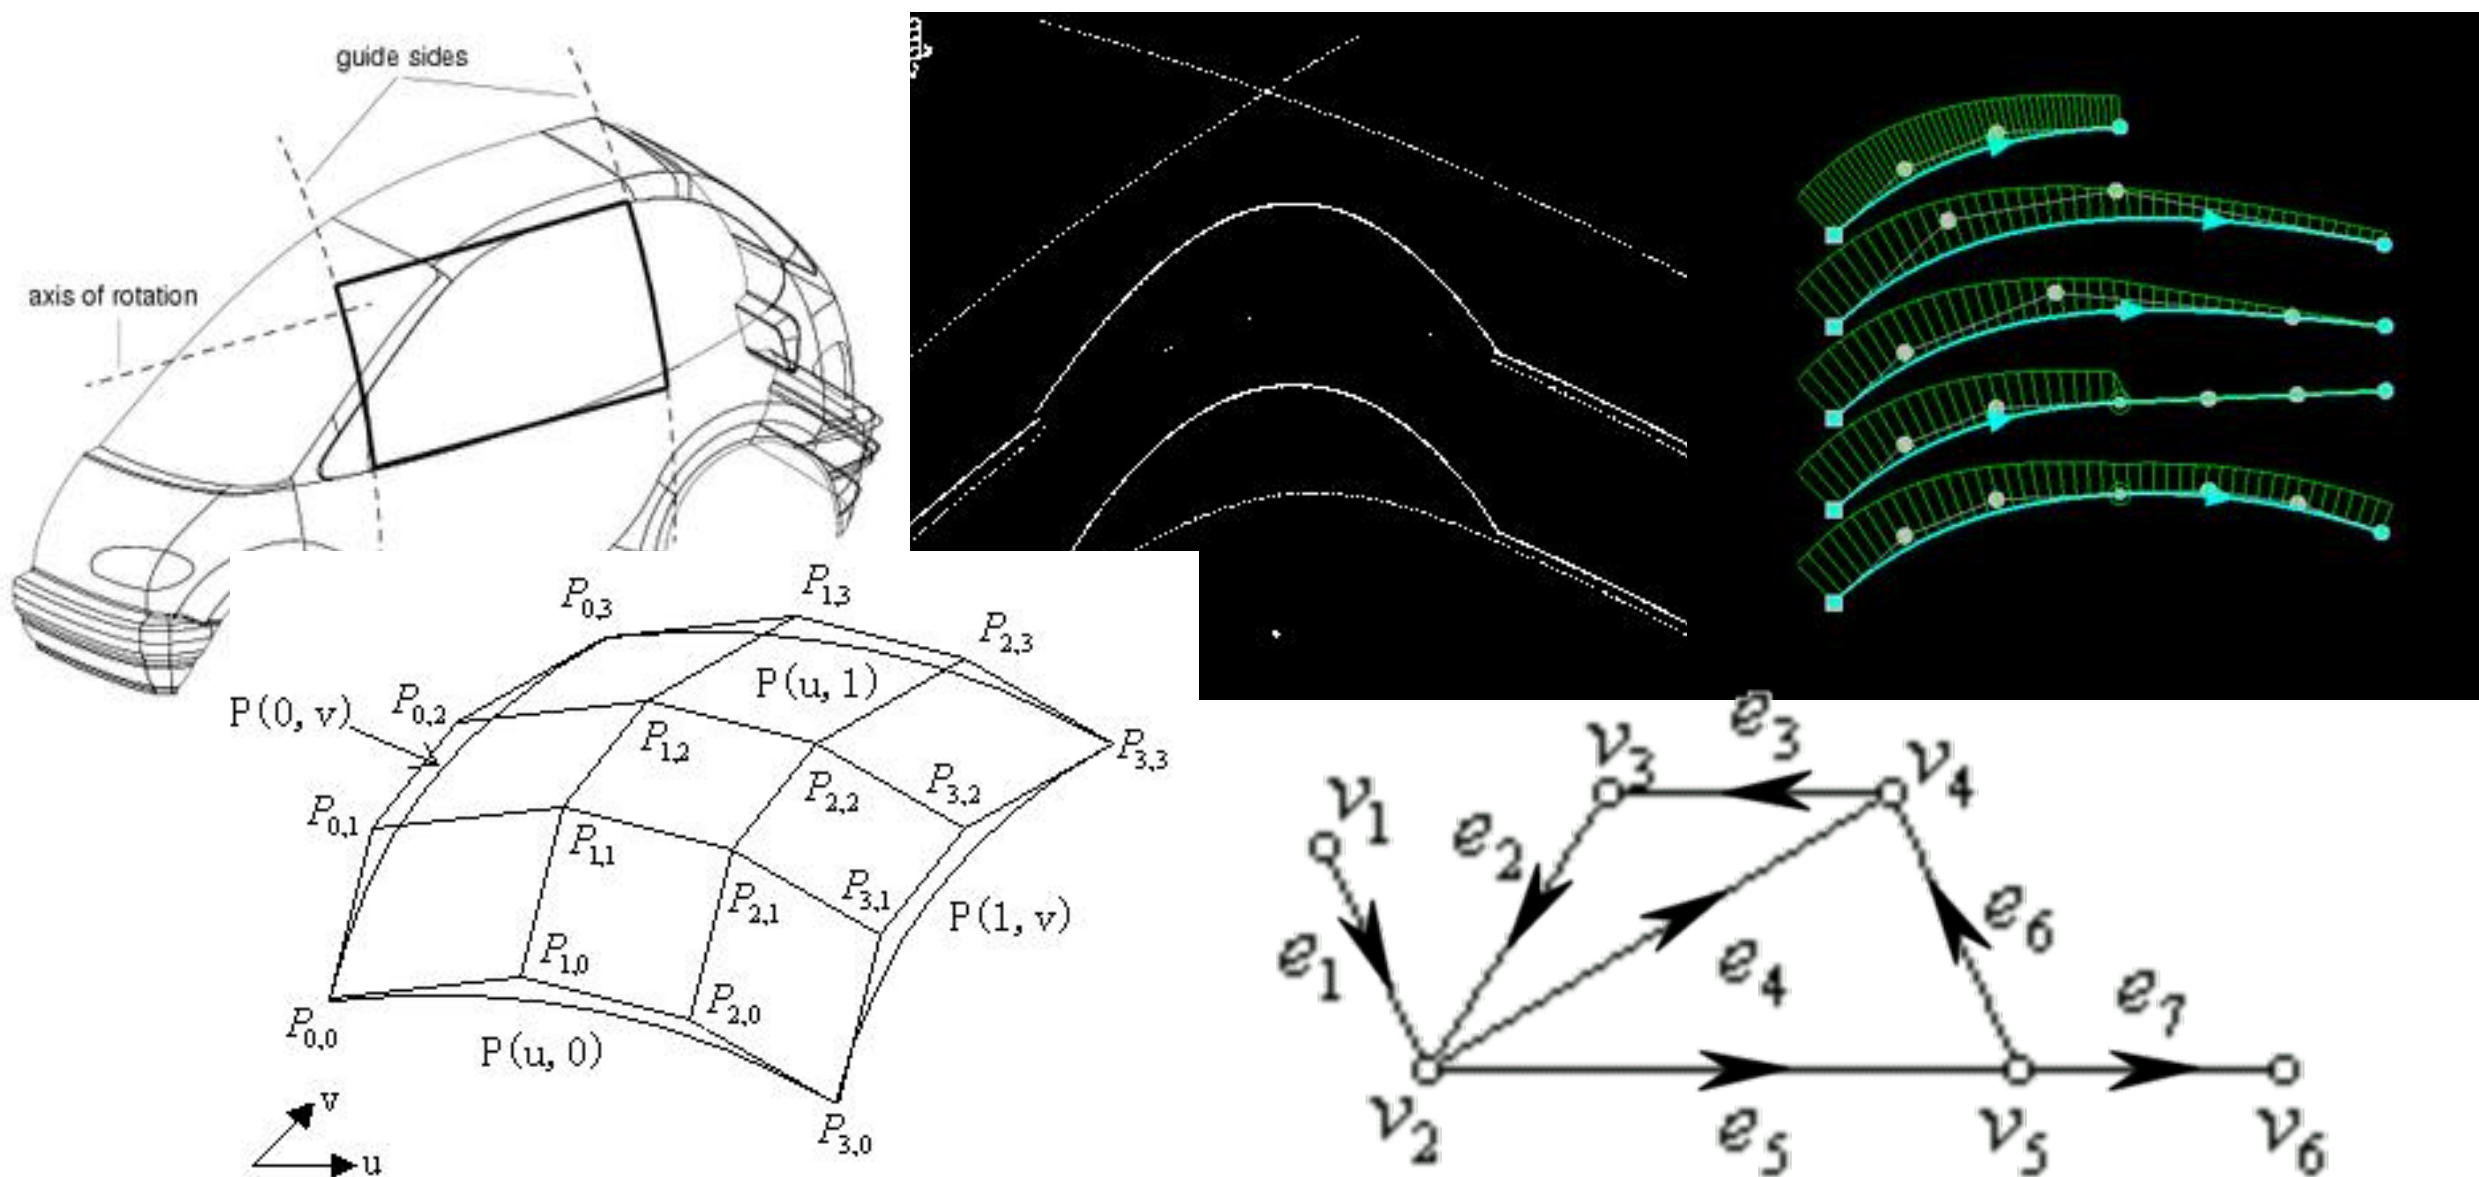 guide sides
axis of rotation
P0,3
P1,3
P2,3
P(u, 1)
P0,2
P(0, v)
P1,2
P3,3
P2,2
P3,2
P0,1
P1,1
P3,1
P2,1
P(1, v)
P1,0
P2,0
P0,0
P(u, 0)
P3,0
v
u
e3
v3
v4
v1
e2
e6
e1
e4
e7
v2
e5
v5
v6